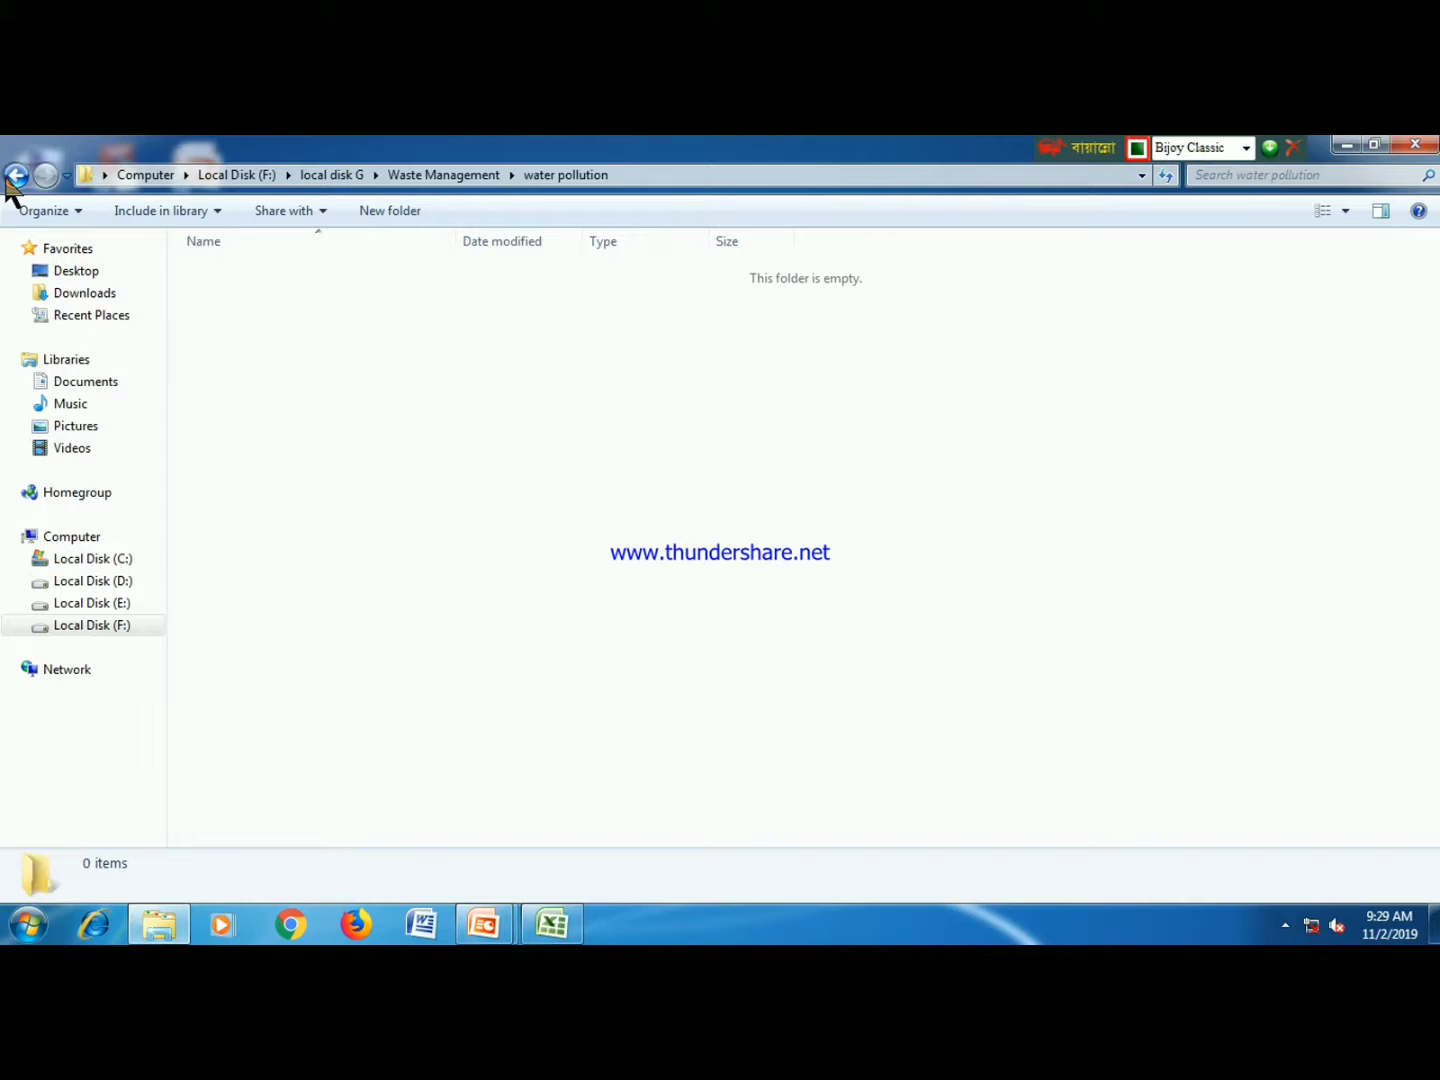 বায়ান্নো
Bijoy Classic
Computer
Local Disk (F:)
local disk G
Waste Management
water pollution
Search water pollution
Organize
Include in library
Share with
New folder
Name
Date modified
Type
Size
This folder is empty.
Favorites
Desktop
Downloads
Recent Places
Libraries
Documents
Music
Pictures
Videos
Homegroup
Computer
Local Disk (C:)
Local Disk (D:)
Local Disk (E:)
Local Disk (F:)
Network
www.thundershare.net
0 items
9:29 AM
11/2/2019